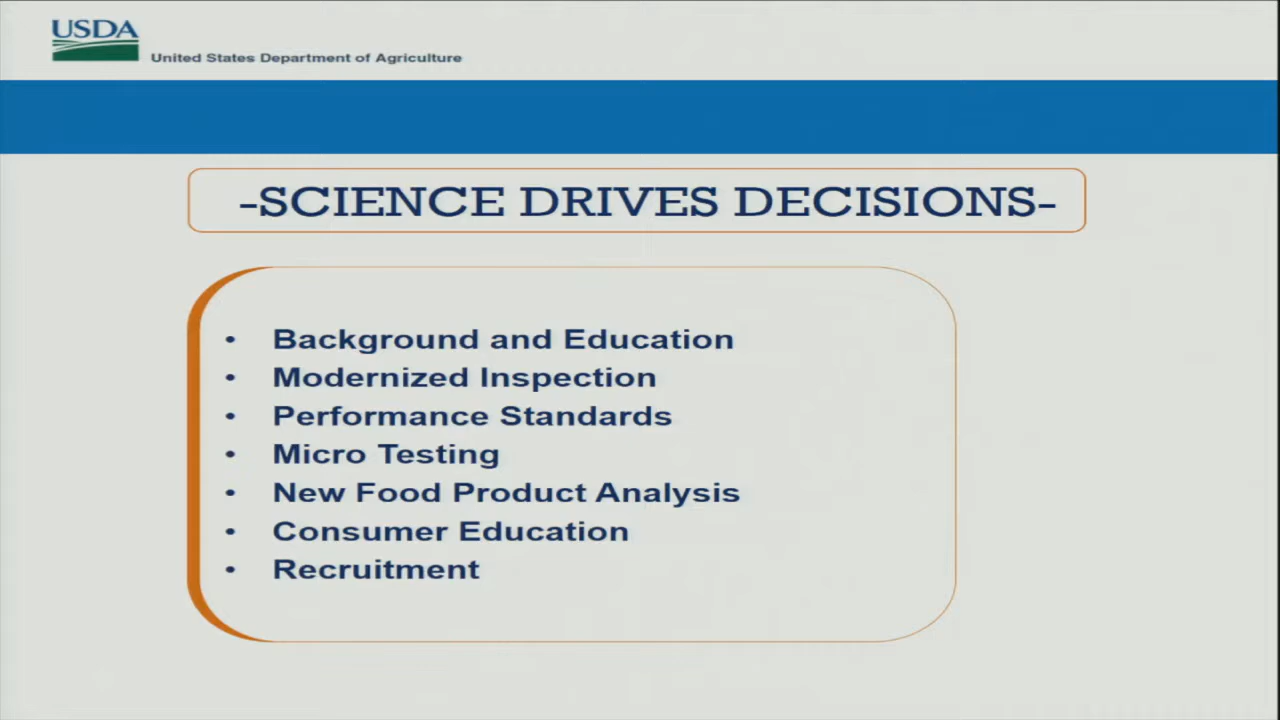 USDA
United States Department of Agriculture
-SCIENCE DRIVES DECISIONS-
• Background and Education
• Modernized Inspection
• Performance Standards
• Micro Testing
• New Food Product Analysis
• Consumer Education
• Recruitment